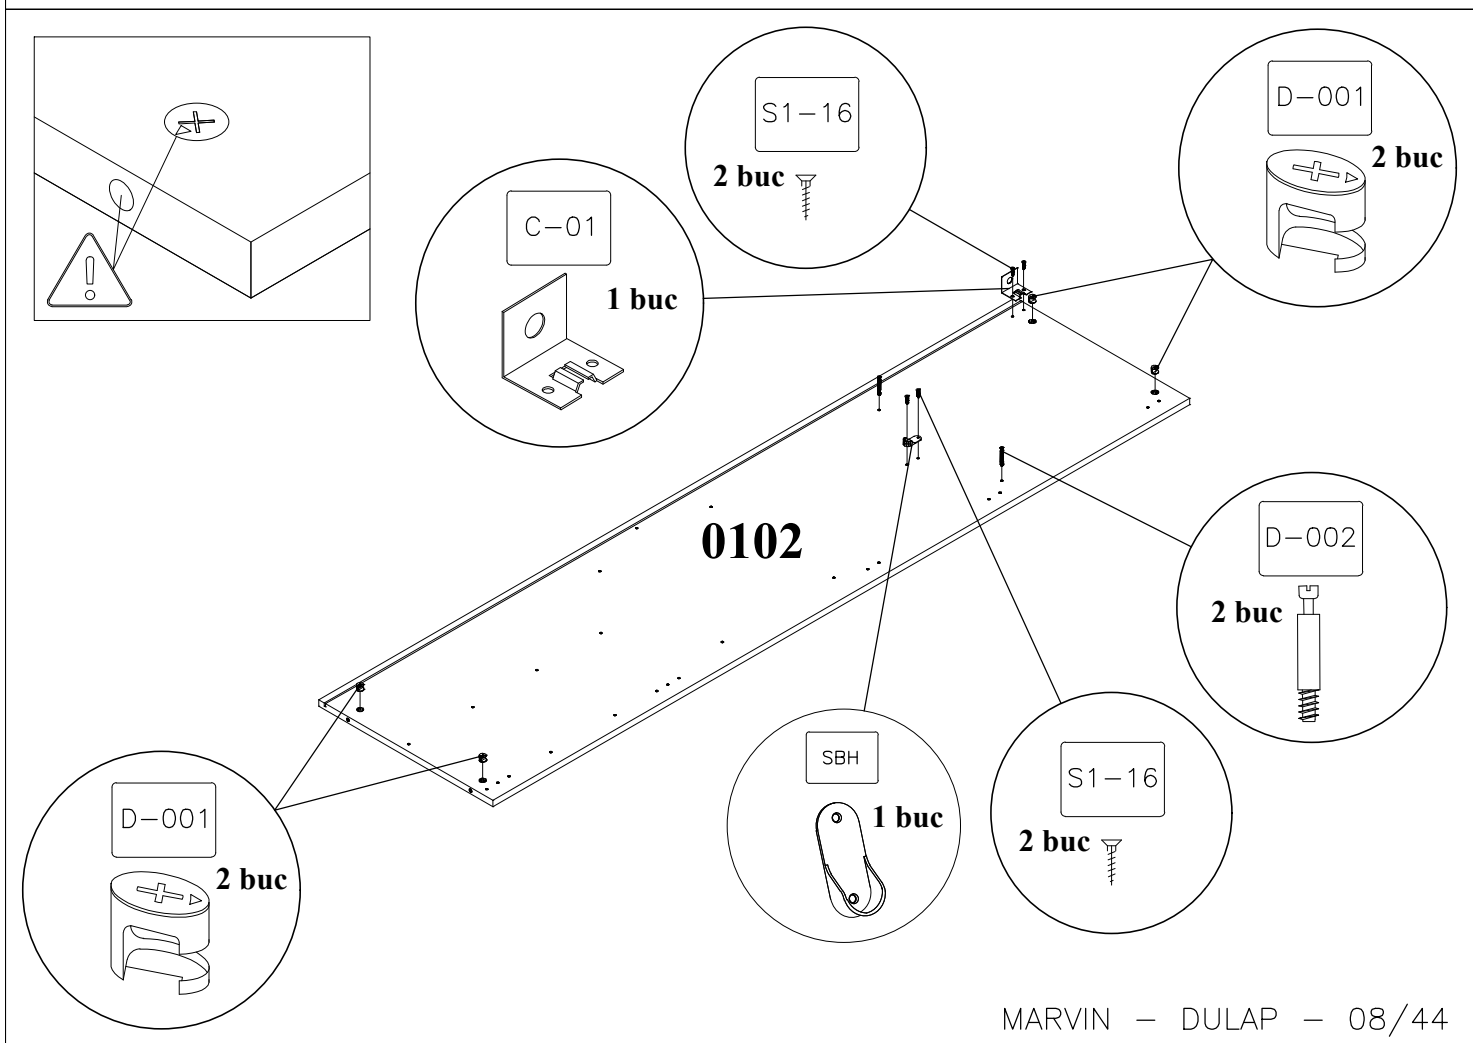 S1-16
2 buc
D-001
2 buc
C-01
1 buc
0102
D-002
2 buc
SBH
1 buc
S1-16
2 buc
D-001
2 buc
MARVIN - DULAP - 08/44